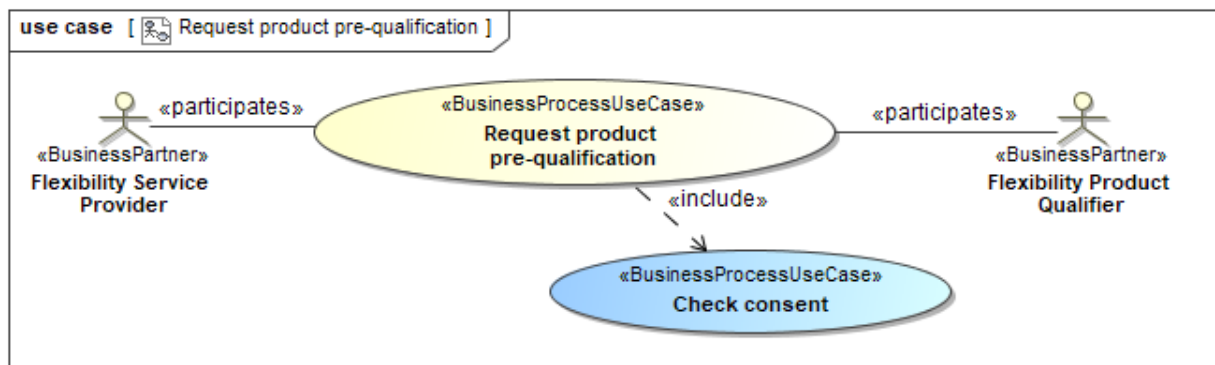 use case [ Request product pre-qualification ]
«participates»
«BusinessProcessUseCase»
Request product
pre-qualification
«participates»
«BusinessPartner»
Flexibility Service
Provider
«BusinessPartner»
Flexibility Product
Qualifier
«include»
«BusinessProcessUseCase»
Check consent